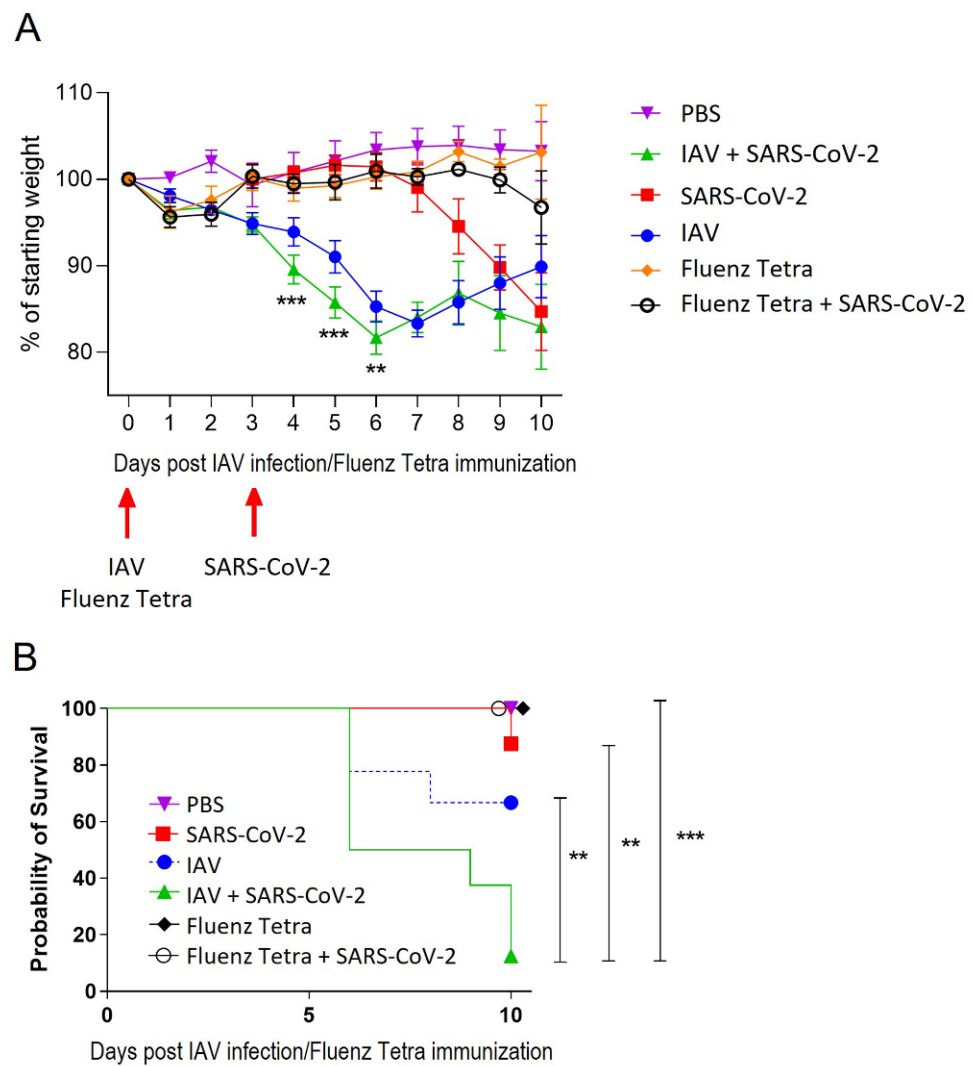 A
% of starting weight
110
100
90
80
0 1 2 3 4 5 6 7 8 9 10
***
***
**
Days post IAV infection/Fluenz Tetra immunization
PBS
IAV + SARS-CoV-2
SARS-CoV-2
IAV
Fluenz Tetra
Fluenz Tetra + SARS-CoV-2
IAV
Fluenz Tetra
SARS-CoV-2
B
Probability of Survival
100
80
60
40
20
0
0 5 10
PBS
SARS-CoV-2
IAV
IAV + SARS-CoV-2
Fluenz Tetra
Fluenz Tetra + SARS-CoV-2
**
**
***
Days post IAV infection/Fluenz Tetra immunization